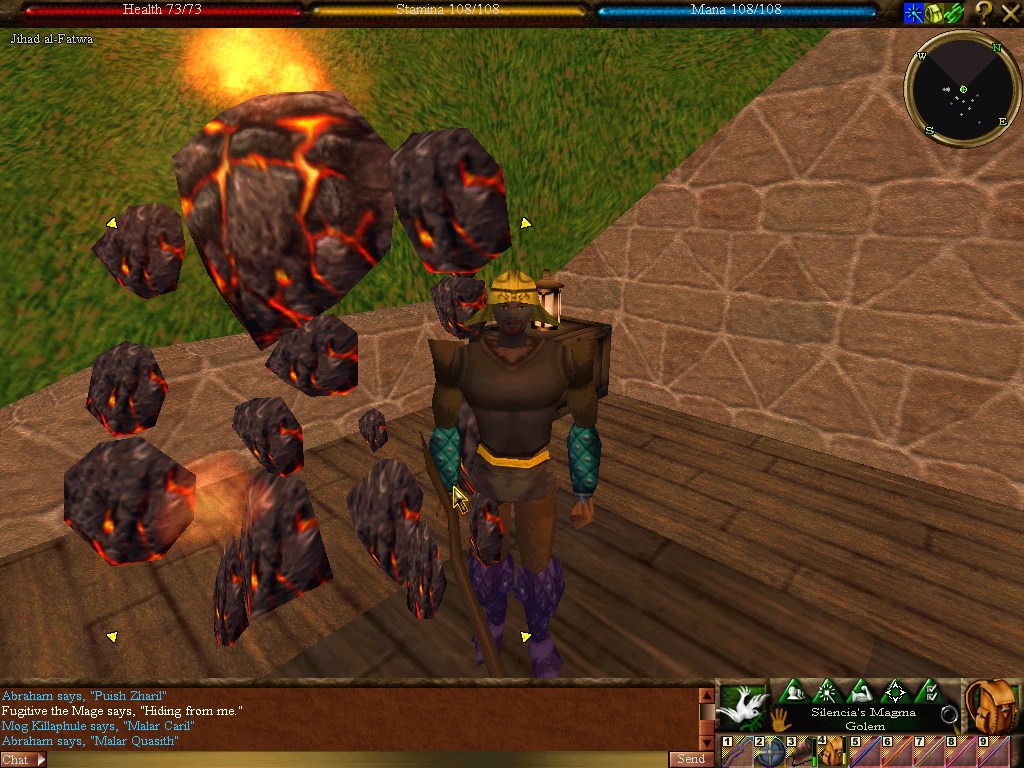 Health 73/73
Stamina 108/108
Mana 108/108
Jihad al-Fatwa
N
W
E
S
Abraham says, "Puish Zharil"
Fugitive the Mage says, "Hiding from me."
Mog Killaphule says, "Malar Caril"
Abraham says, "Malar Quasith"
Chat
Send
Silencia's Magma
Golem
1 2 3 4 5 6 7 8 9